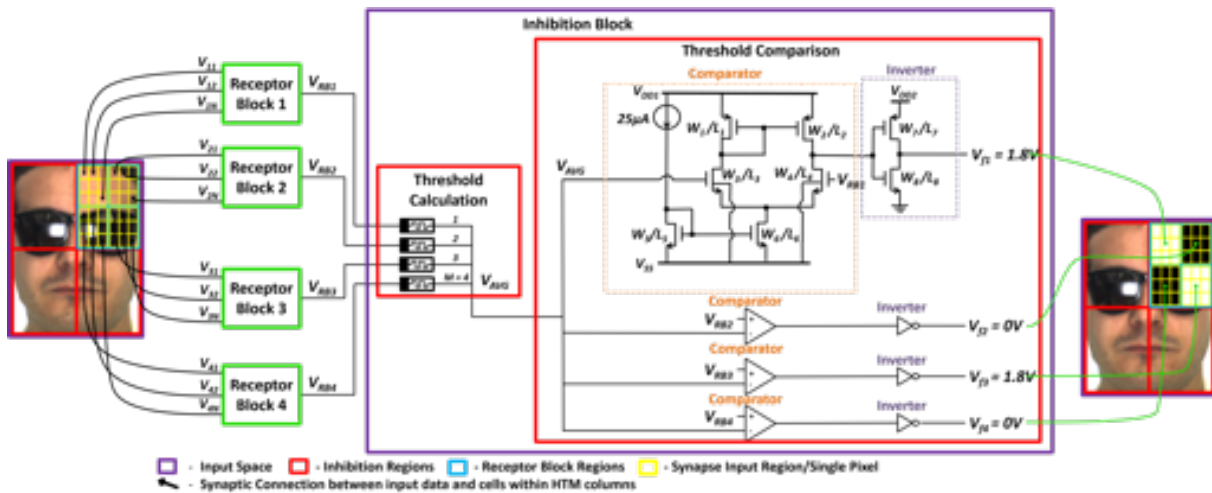 Inhibition Block
Threshold Comparison
Comparator
Inverter
V11
V12
V1N
Receptor
Block 1
VRB1
V21
V22
V2N
Receptor
Block 2
VRB2
V31
V32
V3N
Receptor
Block 3
VRB3
V41
V42
V4N
Receptor
Block 4
VRB4
Threshold
Calculation
1
2
3
M = 4
VAVG
VAVG
VDD1
25μA
W1/L1
W2/L2
W3/L3
W4/L4
VRB1
W5/L5
W6/L6
VSS
VDD2
W7/L7
W8/L8
Vf1 = 1.8V
Comparator
Inverter
VRB2
+
-
Vf2 = 0V
Comparator
Inverter
VRB3
+
-
Vf3 = 1.8V
Comparator
Inverter
VRB4
+
-
Vf4 = 0V
- Input Space
- Inhibition Regions
- Receptor Block Regions
- Synapse Input Region/Single Pixel
- Synaptic Connection between input data and cells within HTM columns